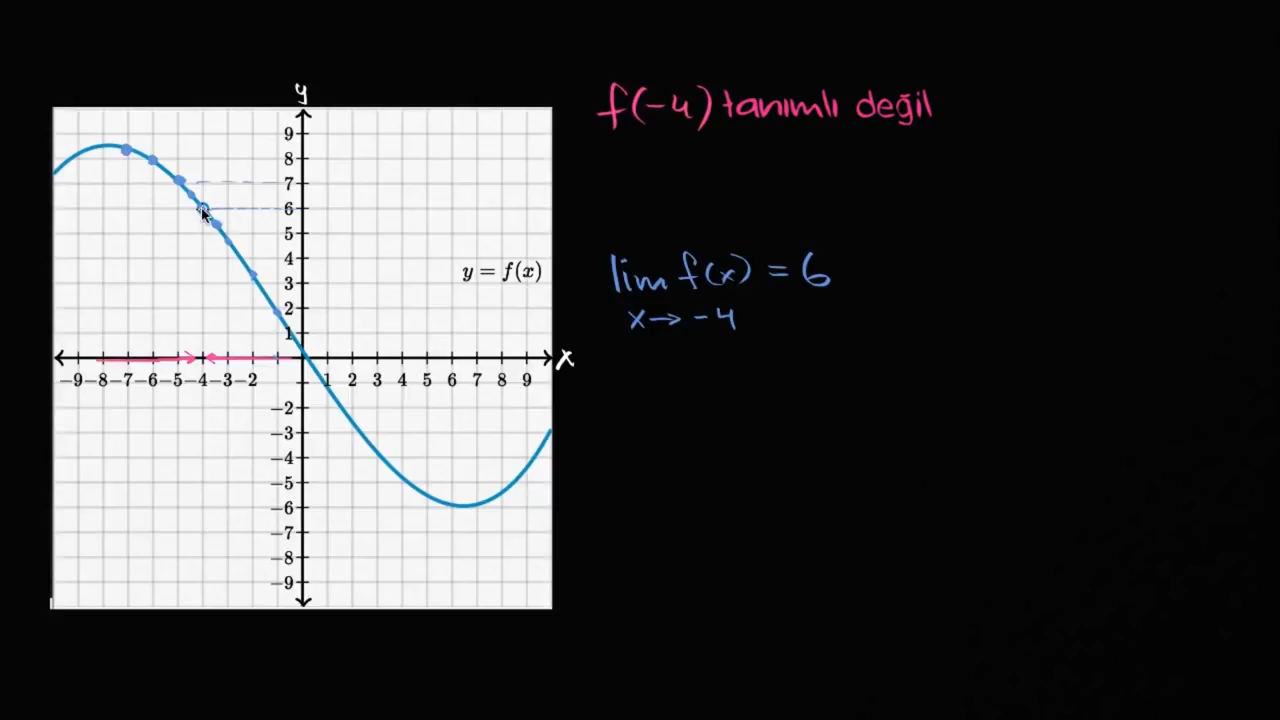 y
f(-4) tanımlı değil
9
8
7
6
5
4
3
2
1
y = f(x)
lim f(x) = 6
x → -4
x
−9 −8 −7 −6 −5 −4 −3 −2 1 2 3 4 5 6 7 8 9
−2
−3
−4
−5
−6
−7
−8
−9